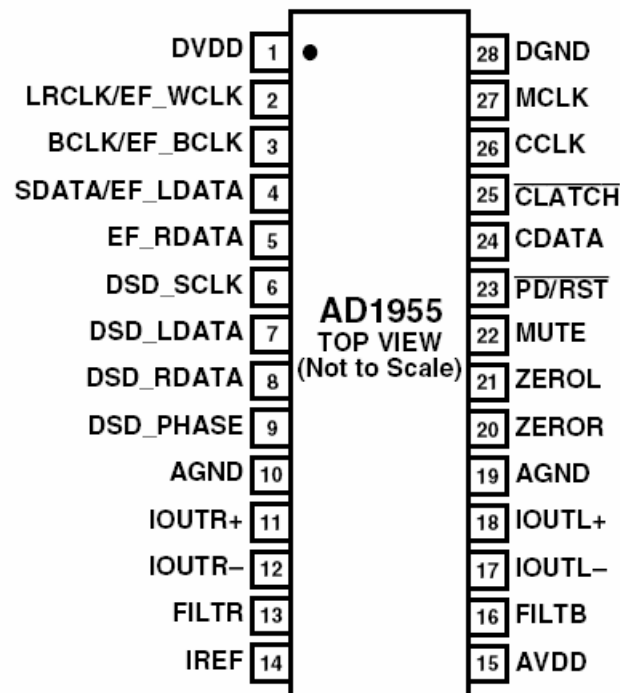 DVDD 1 28 DGND
LRCLK/EF_WCLK 2 27 MCLK
BCLK/EF_BCLK 3 26 CCLK
SDATA/EF_LDATA 4 25 CLATCH
EF_RDATA 5 24 CDATA
DSD_SCLK 6 23 PD/RST
DSD_LDATA 7 22 MUTE
DSD_RDATA 8 21 ZEROL
DSD_PHASE 9 20 ZEROR
AGND 10 19 AGND
IOUTR+ 11 18 IOUTL+
IOUTR– 12 17 IOUTL–
FILTR 13 16 FILTB
IREF 14 15 AVDD
AD1955
TOP VIEW
(Not to Scale)